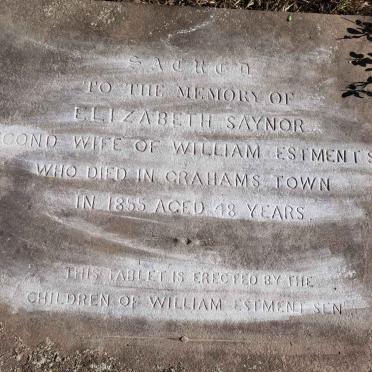 SACRED
TO THE MEMORY OF
ELIZABETH SAYNOR
COND WIFE OF WILLIAM ESTMENT S
WHO DIED IN GRAHAMS TOWN
IN 1855 AGED 48 YEARS.
THIS TABLET IS ERECTED BY THE
CHILDREN OF WILLIAM ESTMENT SEN